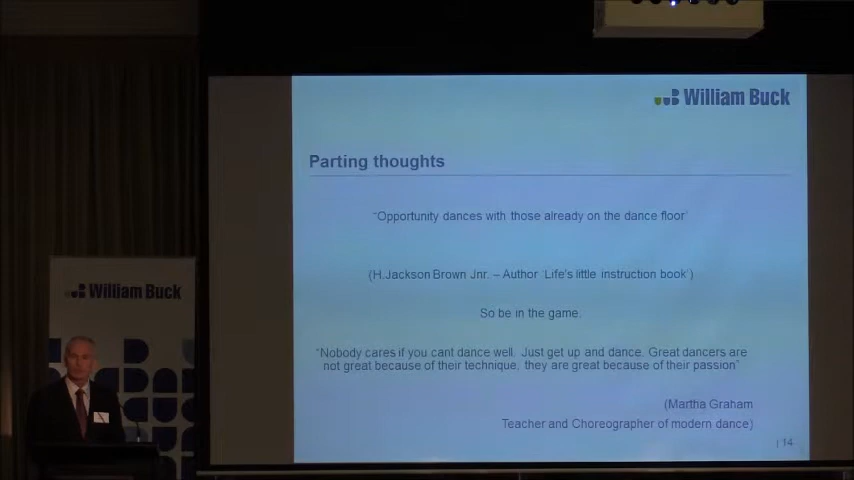 William Buck
Parting thoughts
“Opportunity dances with those already on the dance floor’
(H.Jackson Brown Jnr. – Author ‘Life's little instruction book’)
So be in the game.
“Nobody cares if you cant dance well. Just get up and dance. Great dancers are
not great because of their technique, they are great because of their passion”
(Martha Graham
Teacher and Choreographer of modern dance)
| 14
William Buck